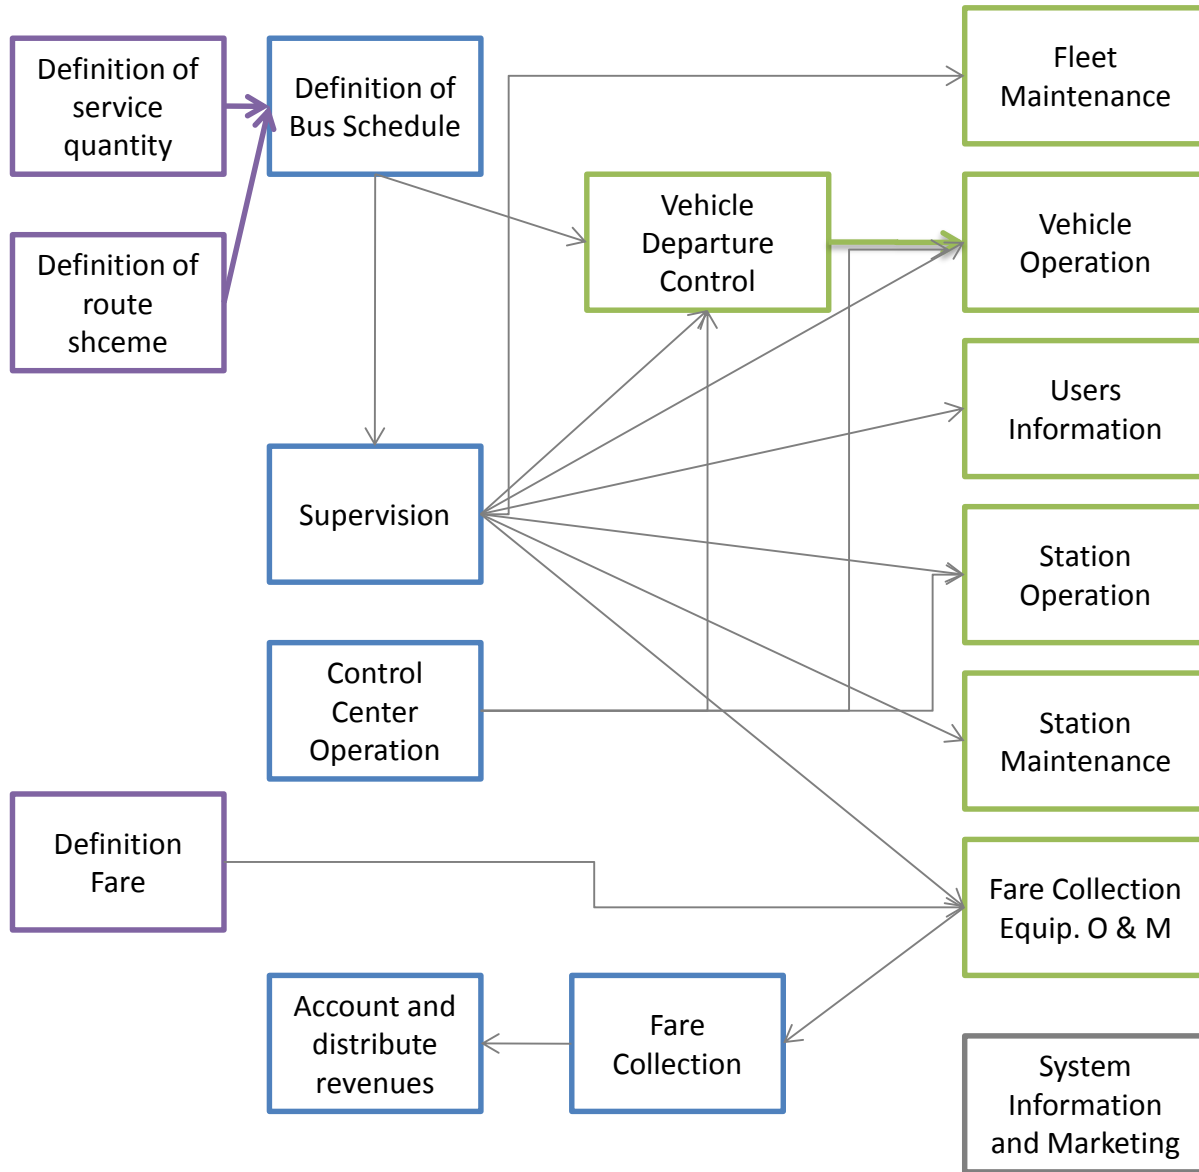 Definition of
service
quantity
Definition of
Bus Schedule
Fleet
Maintenance
Vehicle
Departure
Control
Vehicle
Operation
Definition of
route
shceme
Users
Information
Supervision
Station
Operation
Control
Center
Operation
Station
Maintenance
Definition
Fare
Fare Collection
Equip. O & M
Account and
distribute
revenues
Fare
Collection
System
Information
and Marketing